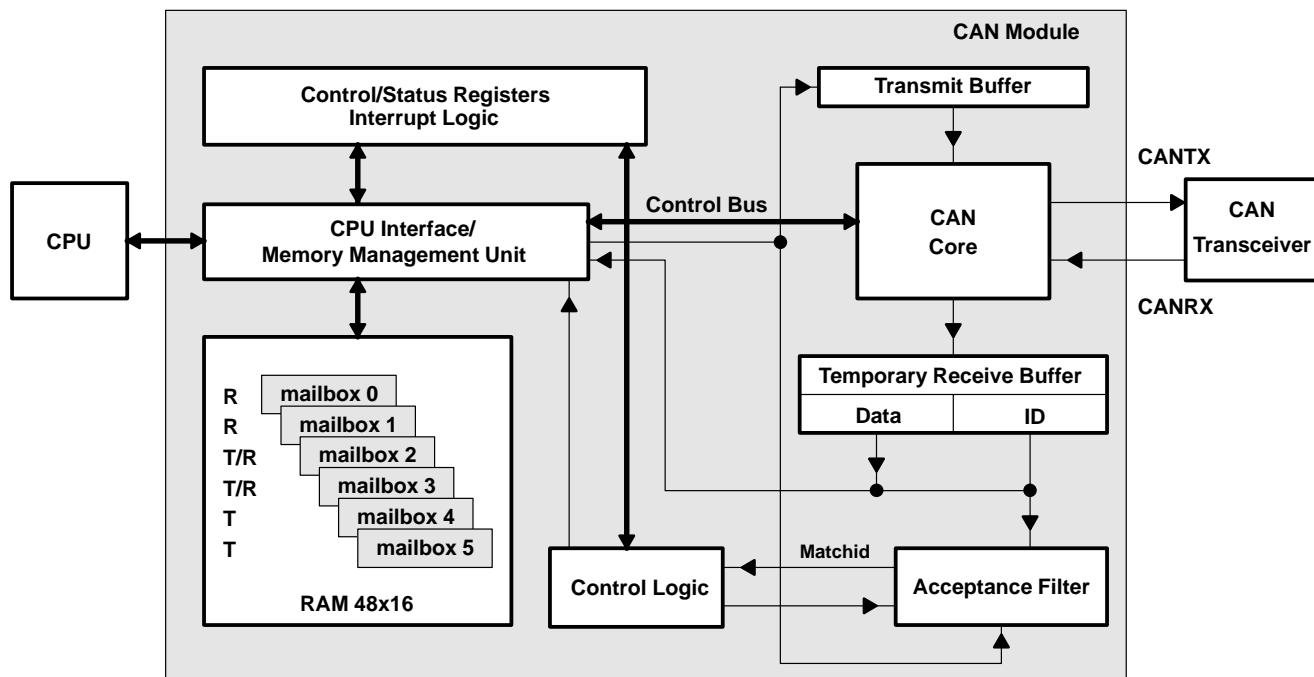 CAN Module
Control/Status Registers
Interrupt Logic
Transmit Buffer
CANTX
CPU
CPU Interface/
Memory Management Unit
Control Bus
CAN
Core
CAN
Transceiver
CANRX
Temporary Receive Buffer
Data
ID
R
mailbox 0
R
mailbox 1
T/R
mailbox 2
T/R
mailbox 3
T
mailbox 4
T
mailbox 5
RAM 48x16
Control Logic
Matchid
Acceptance Filter